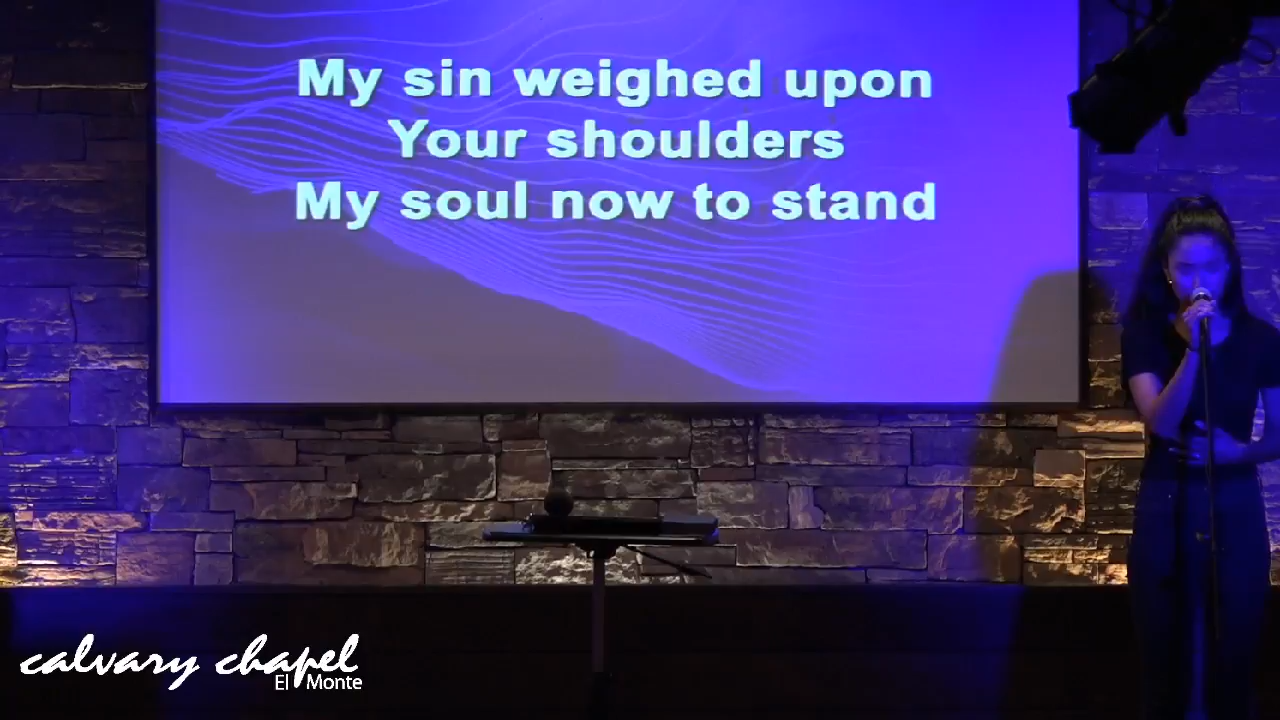 My sin weighed upon
Your shoulders
My soul now to stand
calvary chapel
El Monte